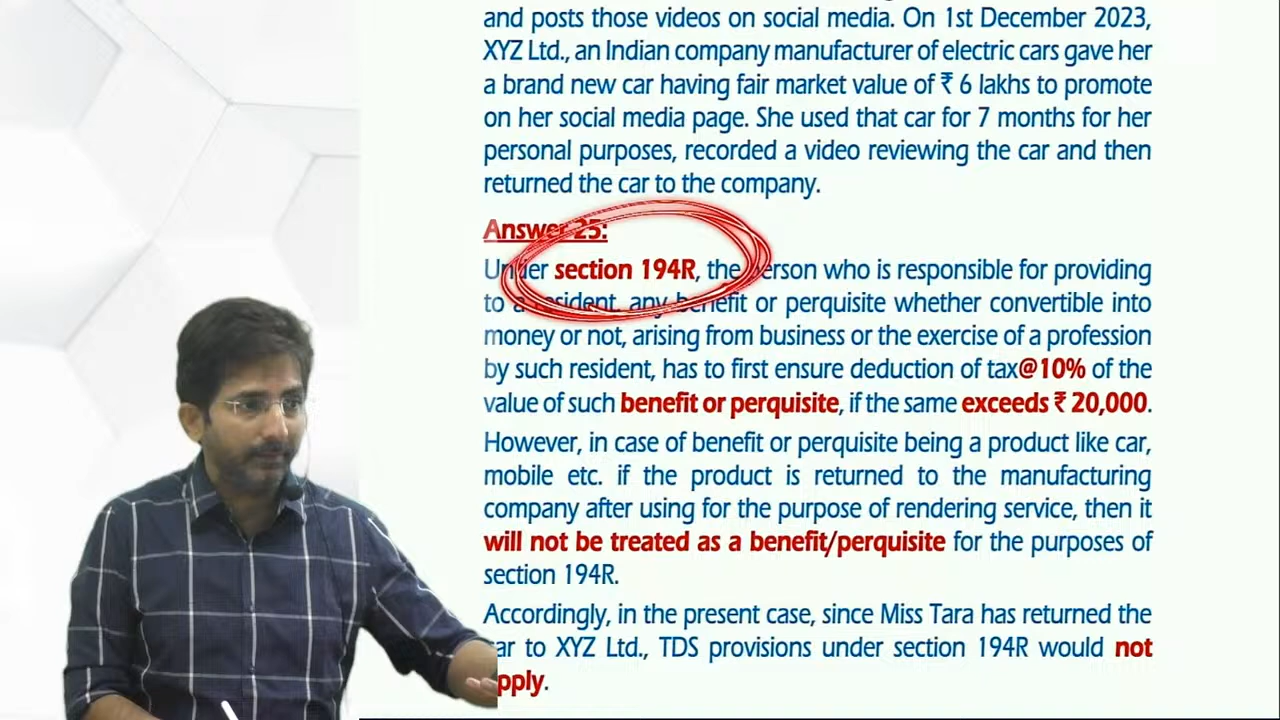 and posts those videos on social media. On 1st December 2023,
XYZ Ltd., an Indian company manufacturer of electric cars gave her
a brand new car having fair market value of ₹ 6 lakhs to promote
on her social media page. She used that car for 7 months for her
personal purposes, recorded a video reviewing the car and then
returned the car to the company.
Answer 25:
Under section 194R, the person who is responsible for providing
to a resident, any benefit or perquisite whether convertible into
money or not, arising from business or the exercise of a profession
by such resident, has to first ensure deduction of tax@10% of the
value of such benefit or perquisite, if the same exceeds ₹ 20,000.
However, in case of benefit or perquisite being a product like car,
mobile etc. if the product is returned to the manufacturing
company after using for the purpose of rendering service, then it
will not be treated as a benefit/perquisite for the purposes of
section 194R.
Accordingly, in the present case, since Miss Tara has returned the
car to XYZ Ltd., TDS provisions under section 194R would not
apply.